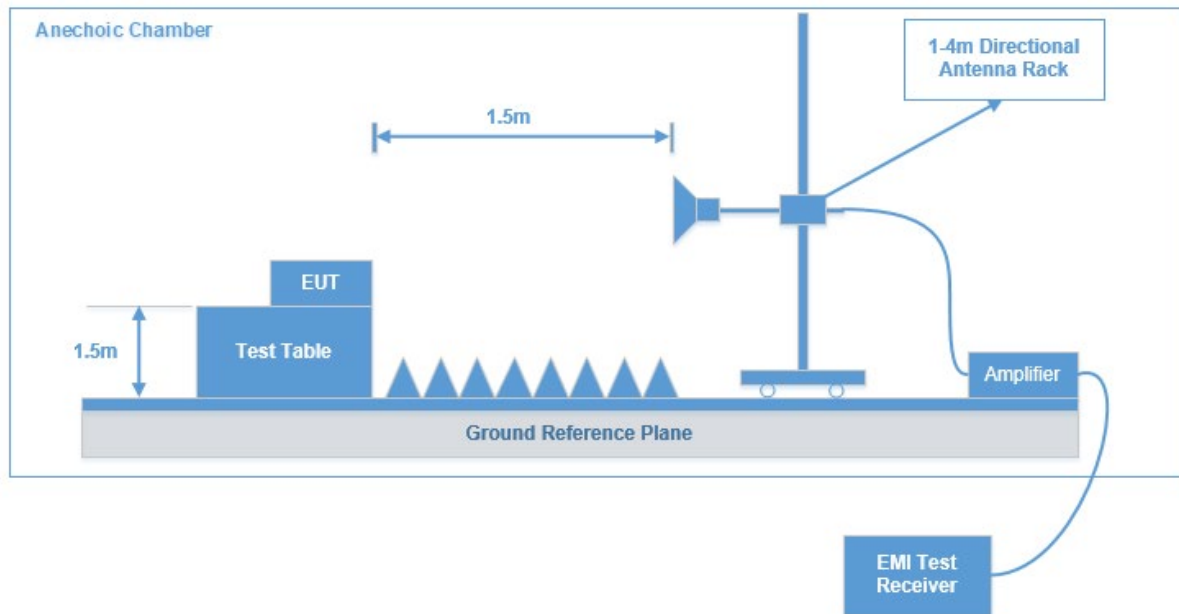 Anechoic Chamber
1-4m Directional
Antenna Rack
1.5m
EUT
1.5m
Test Table
Amplifier
Ground Reference Plane
EMI Test
Receiver